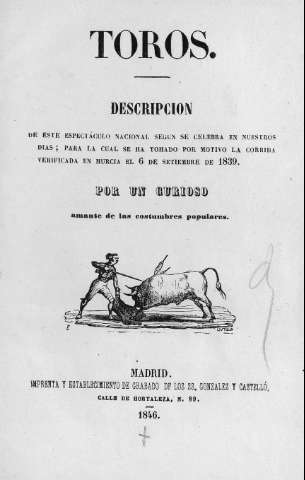 TOROS.
DESCRIPCION
DE ESTE ESPECTÁCULO NACIONAL SEGUN SE CELEBRA EN NUESTROS
DIAS; PARA LA CUAL SE HA TOMADO POR MOTIVO LA CORRIDA
VERIFICADA EN MURCIA EL 6 DE SETIEMBRE DE 1839.
POR UN CURIOSO
amante de las costumbres populares.
MADRID.
IMPRENTA Y ESTABLECIMIENTO DE GRABADO DE LOS SS. GONZALEZ Y CASTELLÓ,
CALLE DE HORTALEZA, N. 89.
1846.